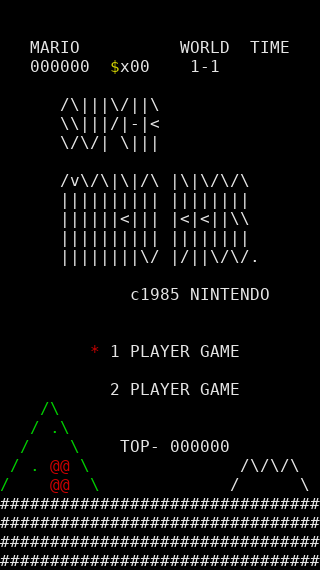 MARIO WORLD TIME
000000 $x00 1-1
c1985 NINTENDO
* 1 PLAYER GAME
2 PLAYER GAME
TOP- 000000